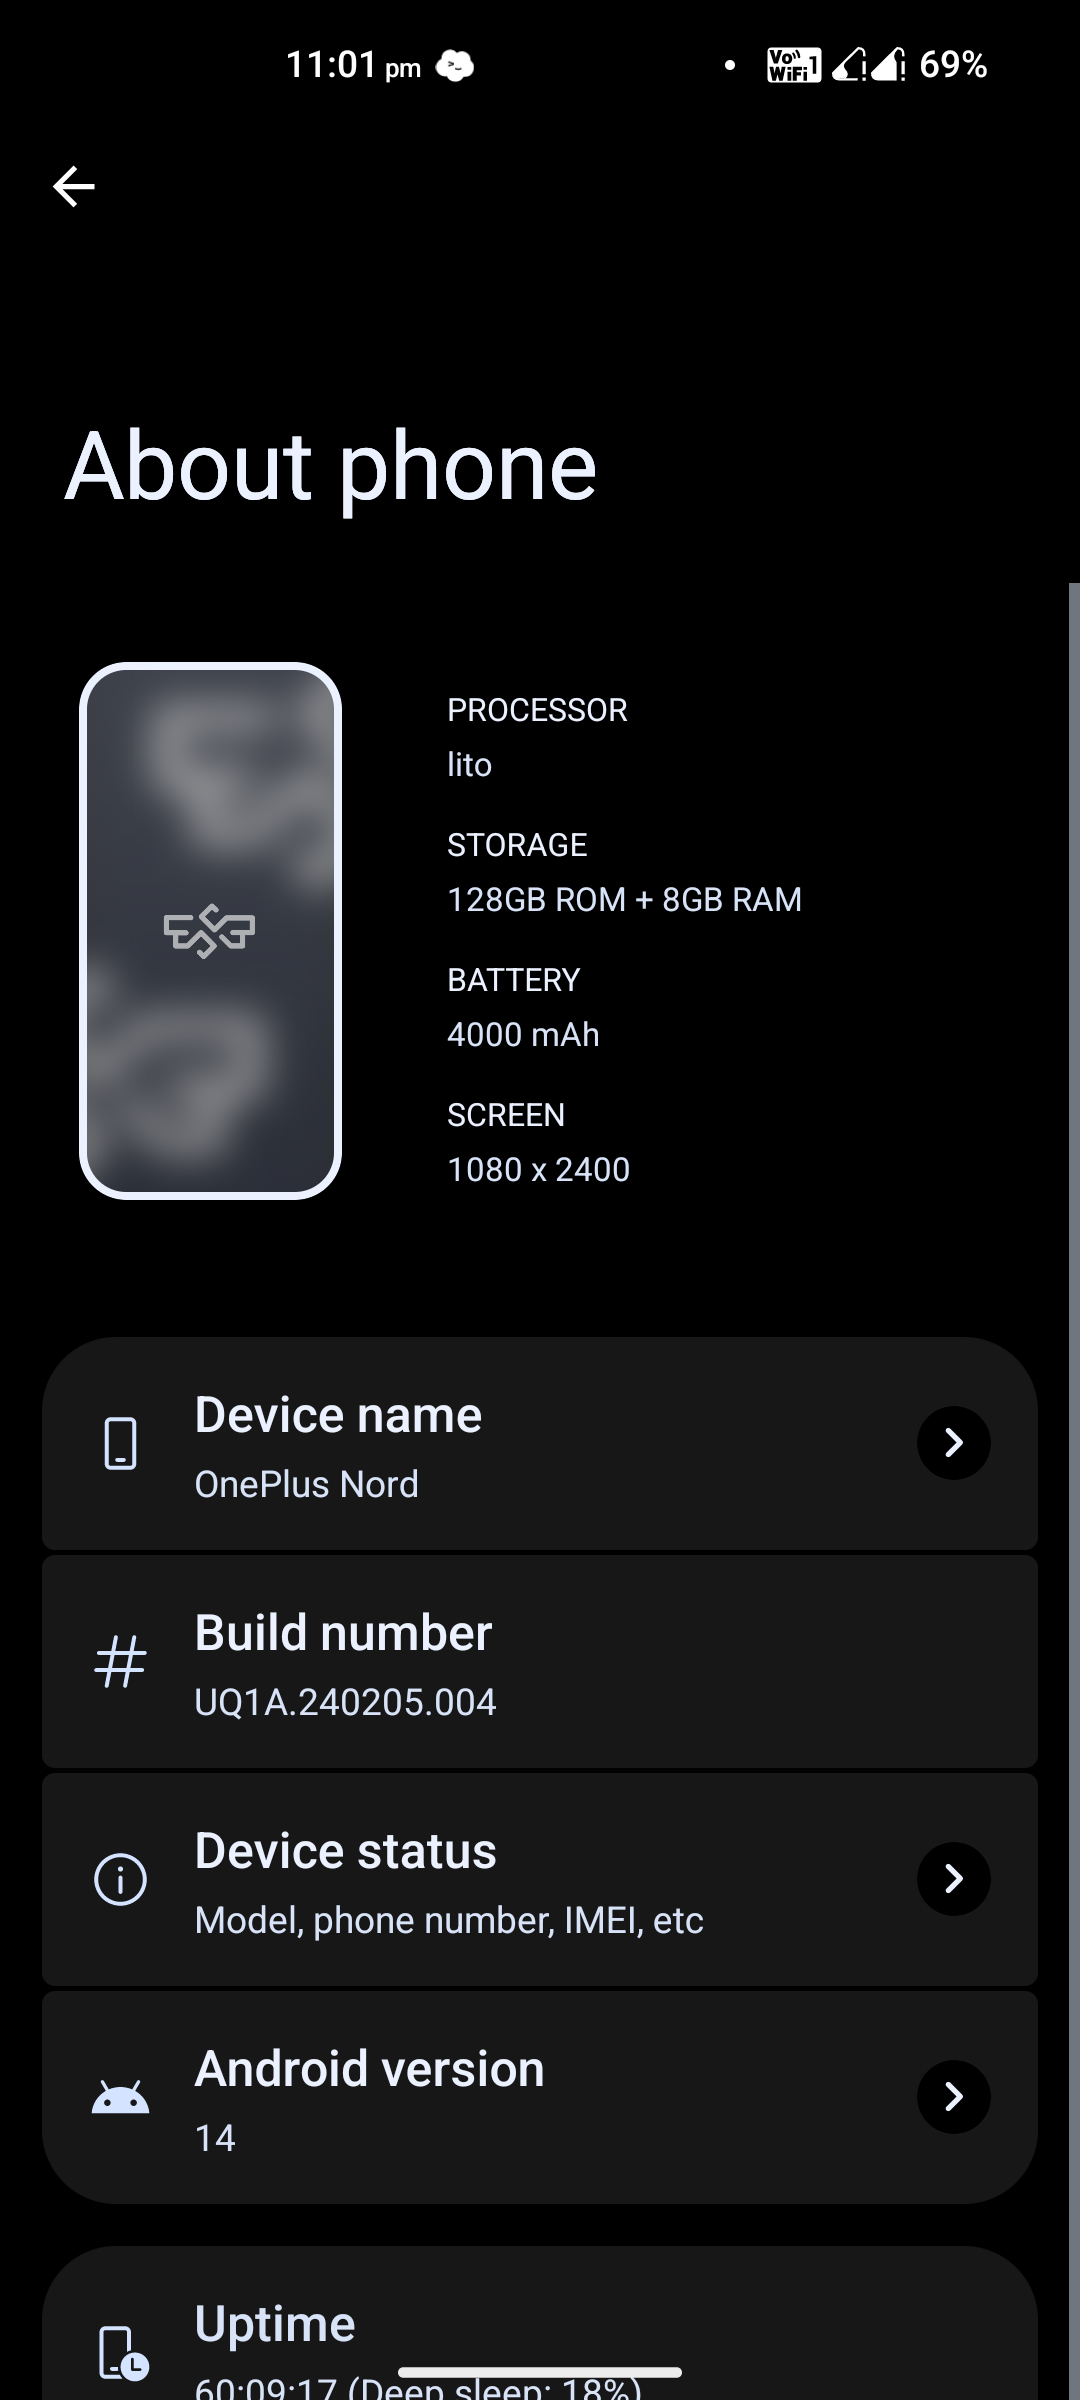 11:01 pm
Vo WiFi 1
69%
About phone
PROCESSOR
lito
STORAGE
128GB ROM + 8GB RAM
BATTERY
4000 mAh
SCREEN
1080 x 2400
Device name
OnePlus Nord
Build number
UQ1A.240205.004
Device status
Model, phone number, IMEI, etc
Android version
14
Uptime
60:09:17 (Deep sleep: 18%)